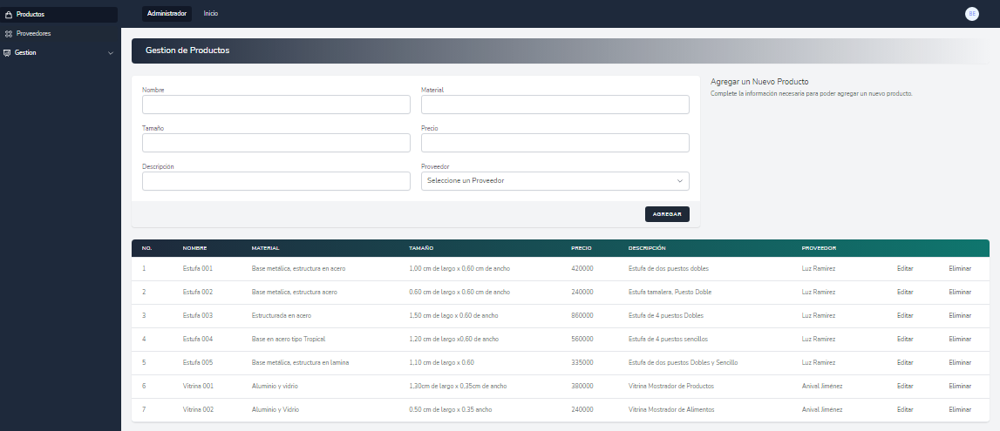 Productos
Proveedores
Gestion
Administrador Inicio
BE
Gestion de Productos
Nombre Material
Tamaño Precio
Descripción Proveedor
Seleccione un Proveedor
AGREGAR
Agregar un Nuevo Producto
Complete la información necesaria para poder agregar un nuevo producto.
NO. NOMBRE MATERIAL TAMAÑO PRECIO DESCRIPCIÓN PROVEEDOR
1 Estufa 001 Base metálica, estructura en acero 1,00 cm de largo x 0,60 cm de ancho 420000 Estufa de dos puestos dobles Luz Ramirez Editar Eliminar
2 Estufa 002 Base metalica, estructura acero 0.60 cm de largo x 0,60 cm de ancho 240000 Estufa tamalera, Puesto Doble Luz Ramirez Editar Eliminar
3 Estufa 003 Estructurada en acero 1,50 cm de lago x 0.60 de ancho 860000 Estufa de 4 puestos Dobles Luz Ramirez Editar Eliminar
4 Estufa 004 Base en acero tipo Tropical 1,20 cm de largo x0,60 de ancho 560000 Estufa de 4 puestos sencillos Luz Ramirez Editar Eliminar
5 Estufa 005 Base metálica, estructura en lamina 1,10 cm de largo x 0,60 335000 Estufa de dos puestos Dobles y Sencillo Luz Ramirez Editar Eliminar
6 Vitrina 001 Aluminio y vidrio 1,30cm de largo x 0,35cm de ancho 380000 Vitrina Mostrador de Productos Anival Jiménez Editar Eliminar
7 Vitrina 002 Aluminio y Vidrio 0,50 cm de largo x 0,35 ancho 240000 Vitrina Mostrador de Alimentos Anival Jiménez Editar Eliminar